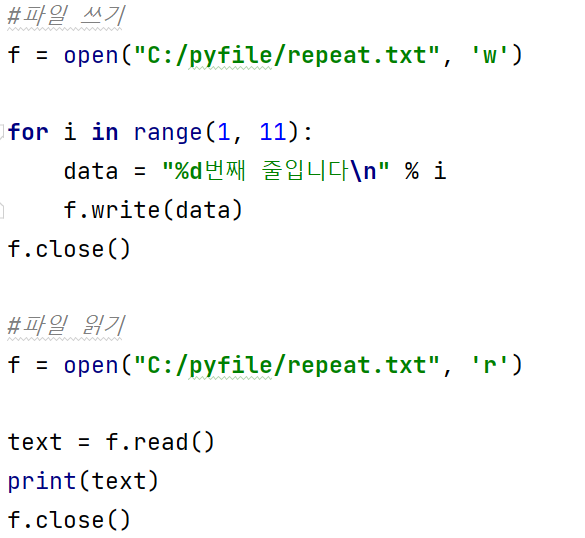 #파일 쓰기
f = open("C:/pyfile/repeat.txt", 'w')
for i in range(1, 11):
    data = "%d번째 줄입니다\n" % i
    f.write(data)
f.close()
#파일 읽기
f = open("C:/pyfile/repeat.txt", 'r')
text = f.read()
print(text)
f.close()